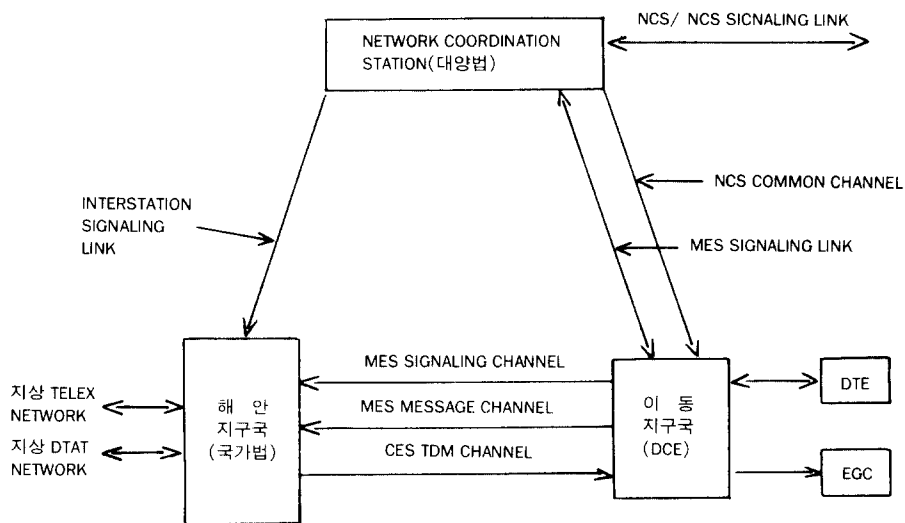 NCS/ NCS SICNALING LINK
NETWORK COORDINATION
STATION(대양법)
NCS COMMON CHANNEL
INTERSTATION
SIGNALING
LINK
MES SIGNALING LINK
MES SIGNALING CHANNEL
MES MESSAGE CHANNEL
CES TDM CHANNEL
지상 TELEX
NETWORK
지상 DTAT
NETWORK
해 안
지구국
(국가법)
이 동
지구국
(DCE)
DTE
EGC